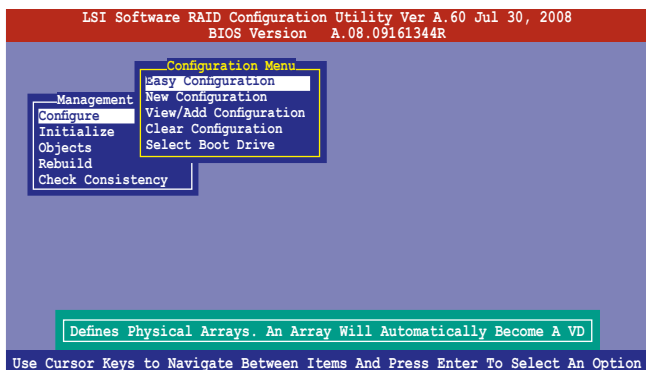 LSI Software RAID Configuration Utility Ver A.60 Jul 30, 2008
BIOS Version A.08.09161344R
Configuration Menu
Easy Configuration
New Configuration
View/Add Configuration
Clear Configuration
Select Boot Drive
Management
Configure
Initialize
Objects
Rebuild
Check Consistency
Defines Physical Arrays. An Array Will Automatically Become A VD
Use Cursor Keys to Navigate Between Items And Press Enter To Select An Option